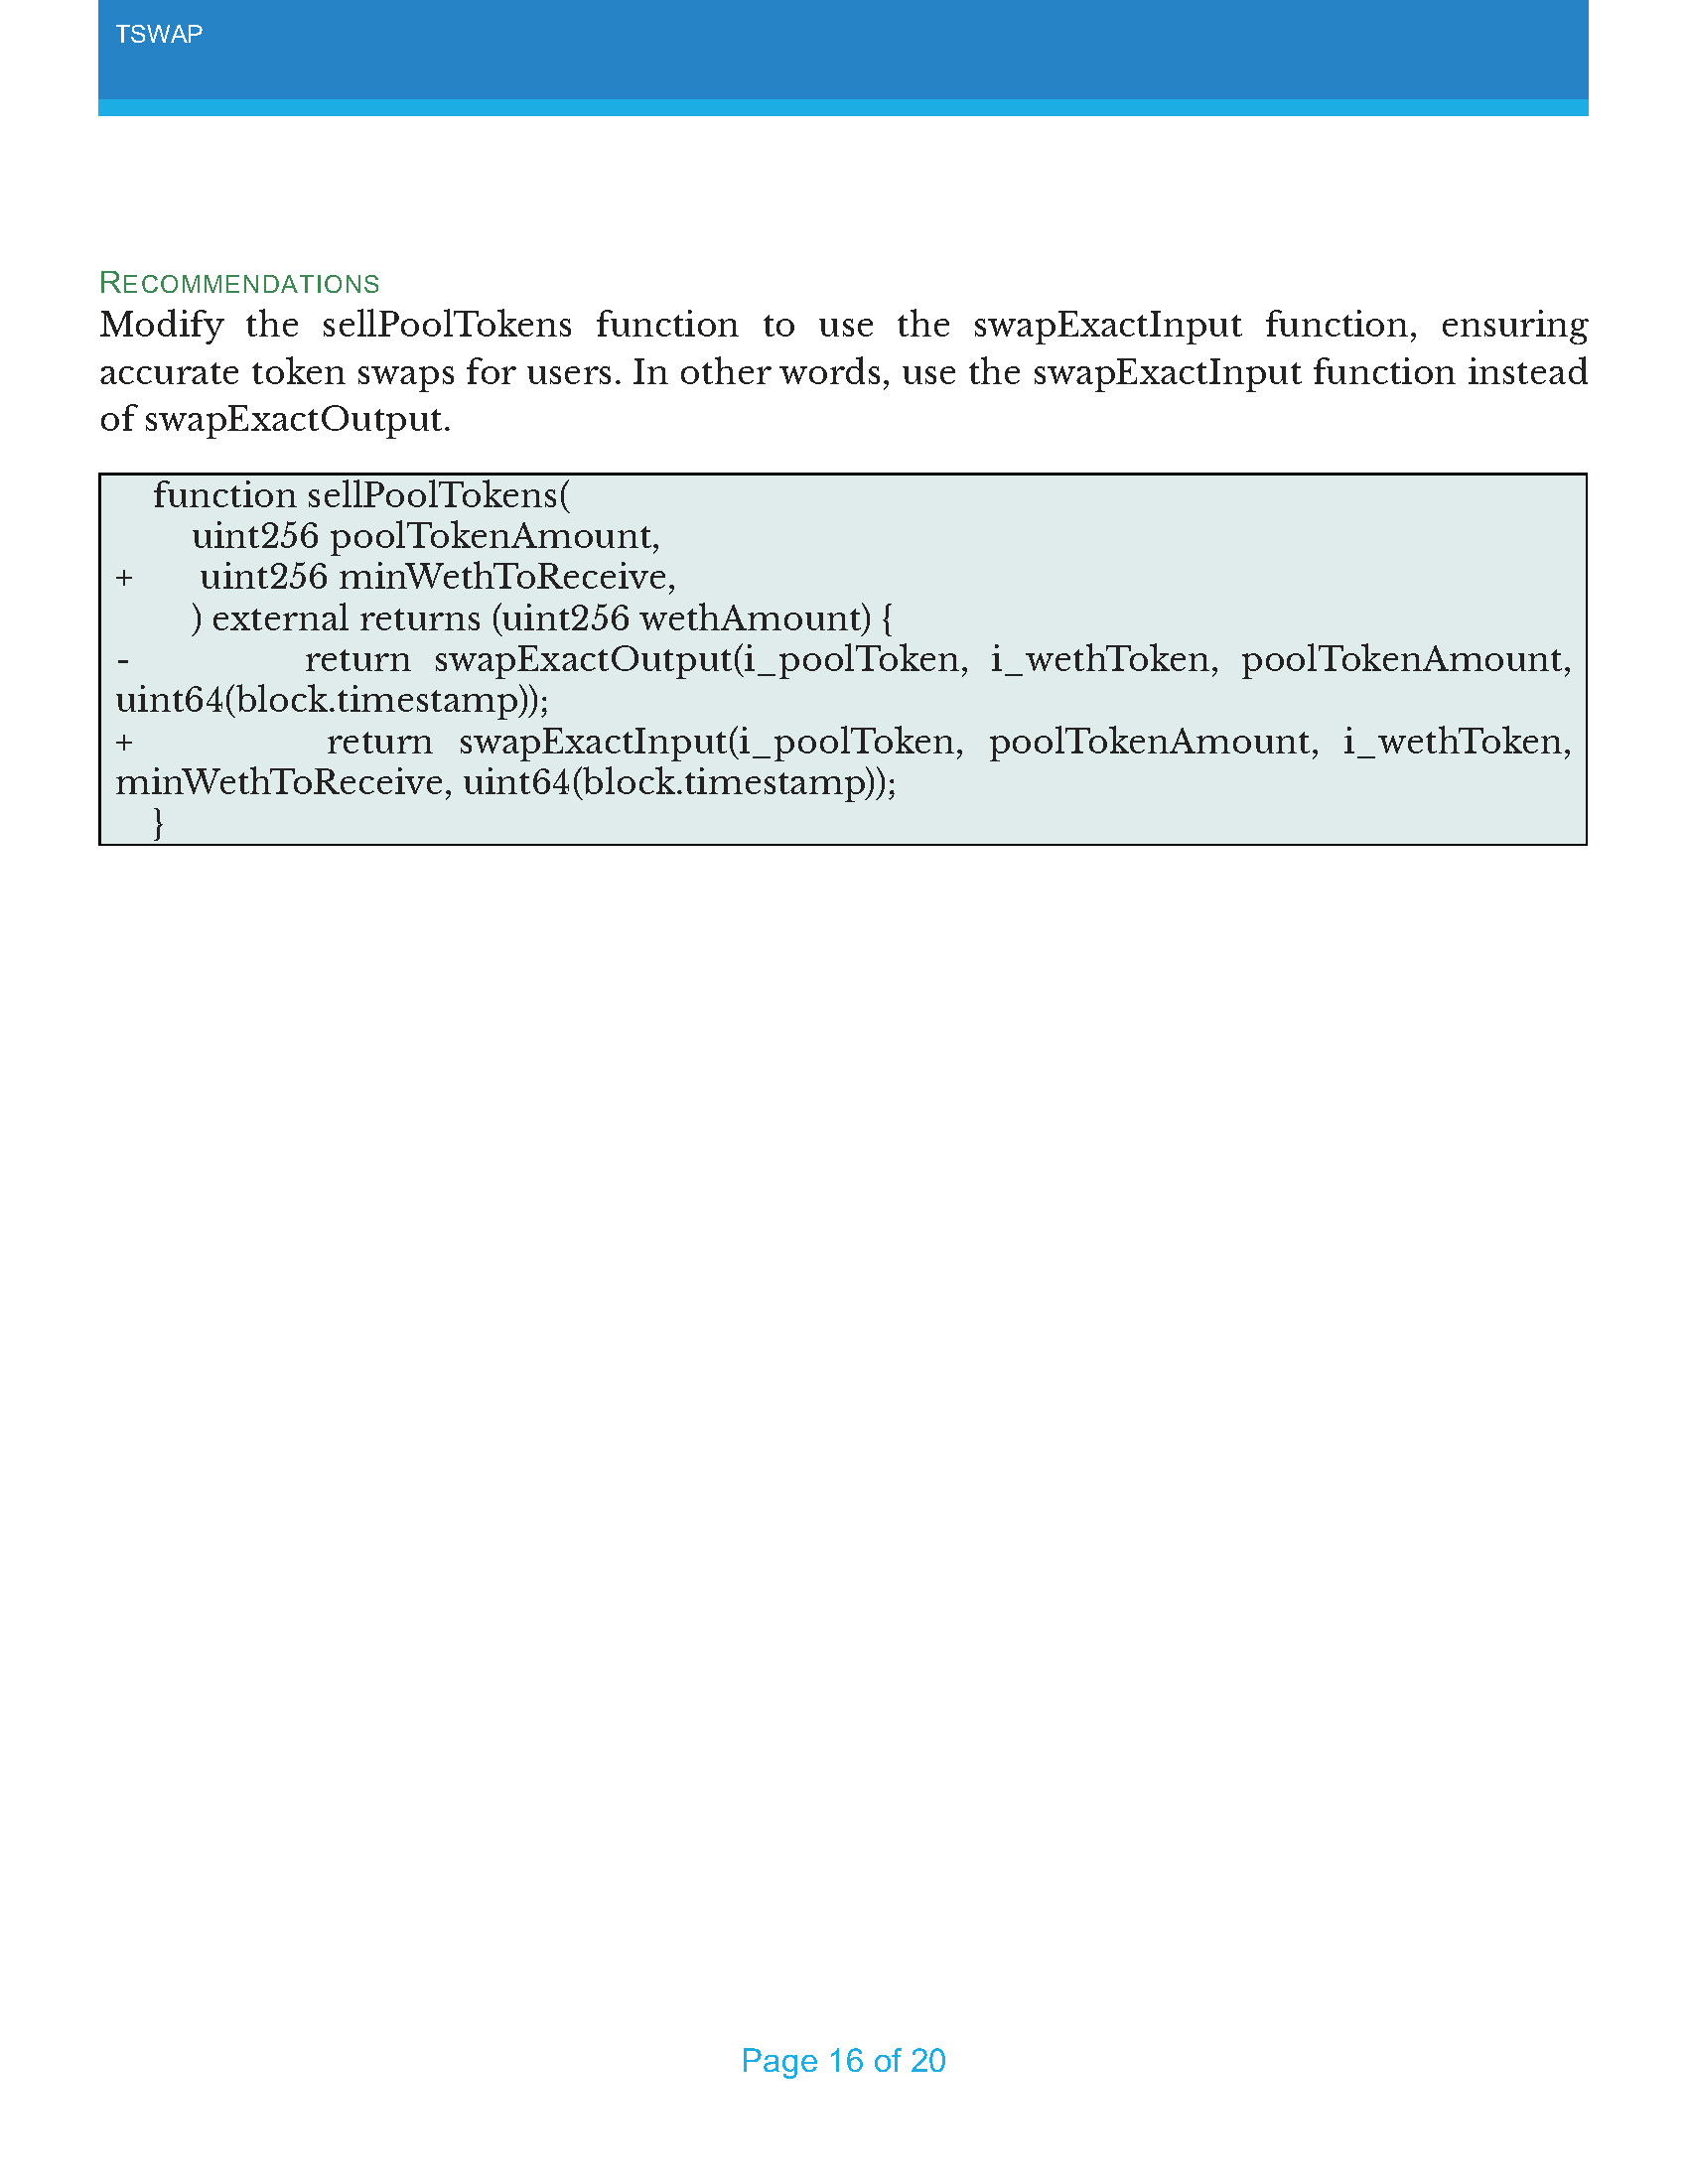 TSWAP
RECOMMENDATIONS
Modify the sellPoolTokens function to use the swapExactInput function, ensuring
accurate token swaps for users. In other words, use the swapExactInput function instead
of swapExactOutput.
function sellPoolTokens(
uint256 poolTokenAmount,
+ uint256 minWethToReceive,
) external returns (uint256 wethAmount) {
- return swapExactOutput(i_poolToken, i_wethToken, poolTokenAmount,
uint64(block.timestamp));
+ return swapExactInput(i_poolToken, poolTokenAmount, i_wethToken,
minWethToReceive, uint64(block.timestamp));
}
Page 16 of 20